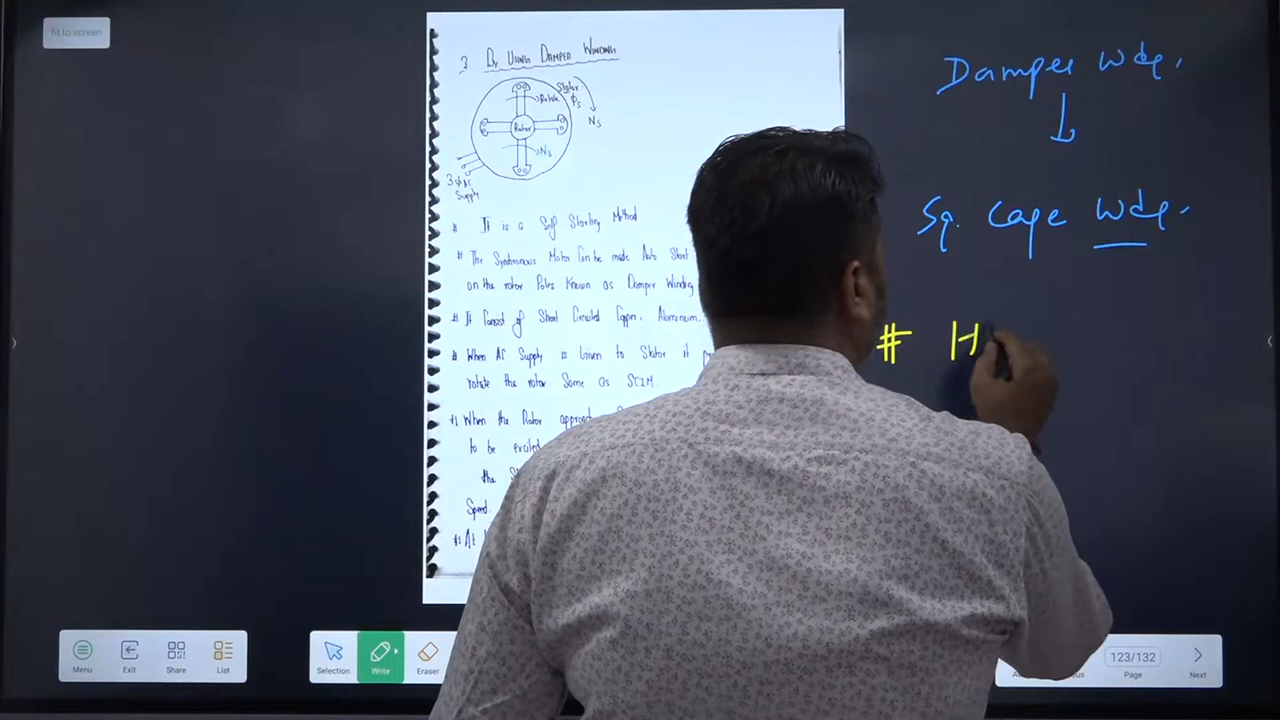 fit to screen
3 By Using Damper Winding
Stator
Rotate
φs
Ns
Rotor
Ns
3 φ AC
Supply
# It is a Self Starting Method
# The Synchronous Motor Can be made Auto Start
on the rotor Poles Known as Damper Winding
# It Consist of Short Circuited Copper, Aluminum.
# When AC Supply is Given to Stator it
rotate the rotor Same as SCIM.
# When the Rotor approa
to be excited
the S
Speed.
# At
Damper Wdg.
Sq. Cage Wdg.
# H
Menu
Exit
Share
List
Selection
Write
Eraser
123/132
Page
Next